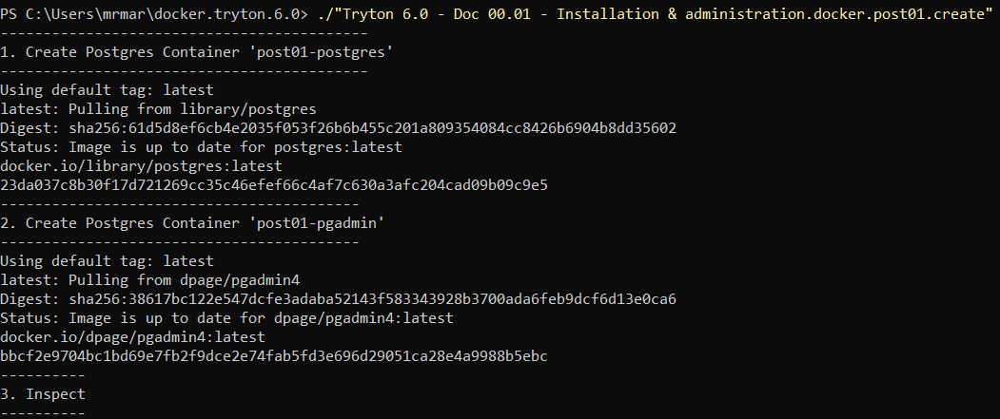 PS C:\Users\mrmar\docker.tryton.6.0> ./"Tryton 6.0 - Doc 00.01 - Installation & administration.docker.post01.create"
-------------------------------------------
1. Create Postgres Container 'post01-postgres'
-------------------------------------------
Using default tag: latest
latest: Pulling from library/postgres
Digest: sha256:61d5d8ef6cb4e2035f053f26b6b455c201a809354084cc8426b6904b8dd35602
Status: Image is up to date for postgres:latest
docker.io/library/postgres:latest
23da037c8b30f17d721269cc35c46efef66c4af7c630a3afc204cad09b09c9e5
------------------------------------------
2. Create Postgres Container 'post01-pgadmin'
------------------------------------------
Using default tag: latest
latest: Pulling from dpage/pgadmin4
Digest: sha256:38617bc122e547dcfe3adaba52143f583343928b3700ada6feb9dcf6d13e0ca6
Status: Image is up to date for dpage/pgadmin4:latest
docker.io/dpage/pgadmin4:latest
bbcf2e9704bc1bd69e7fb2f9dce2e74fab5fd3e696d29051ca28e4a9988b5ebc
----------
3. Inspect
----------